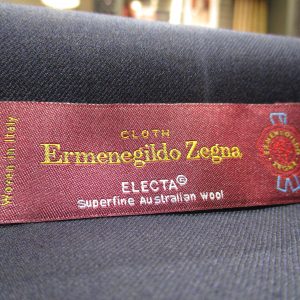 CLOTH
Ermenegildo Zegna
ELECTA®
Superfine Australian Wool
Woven in Italy